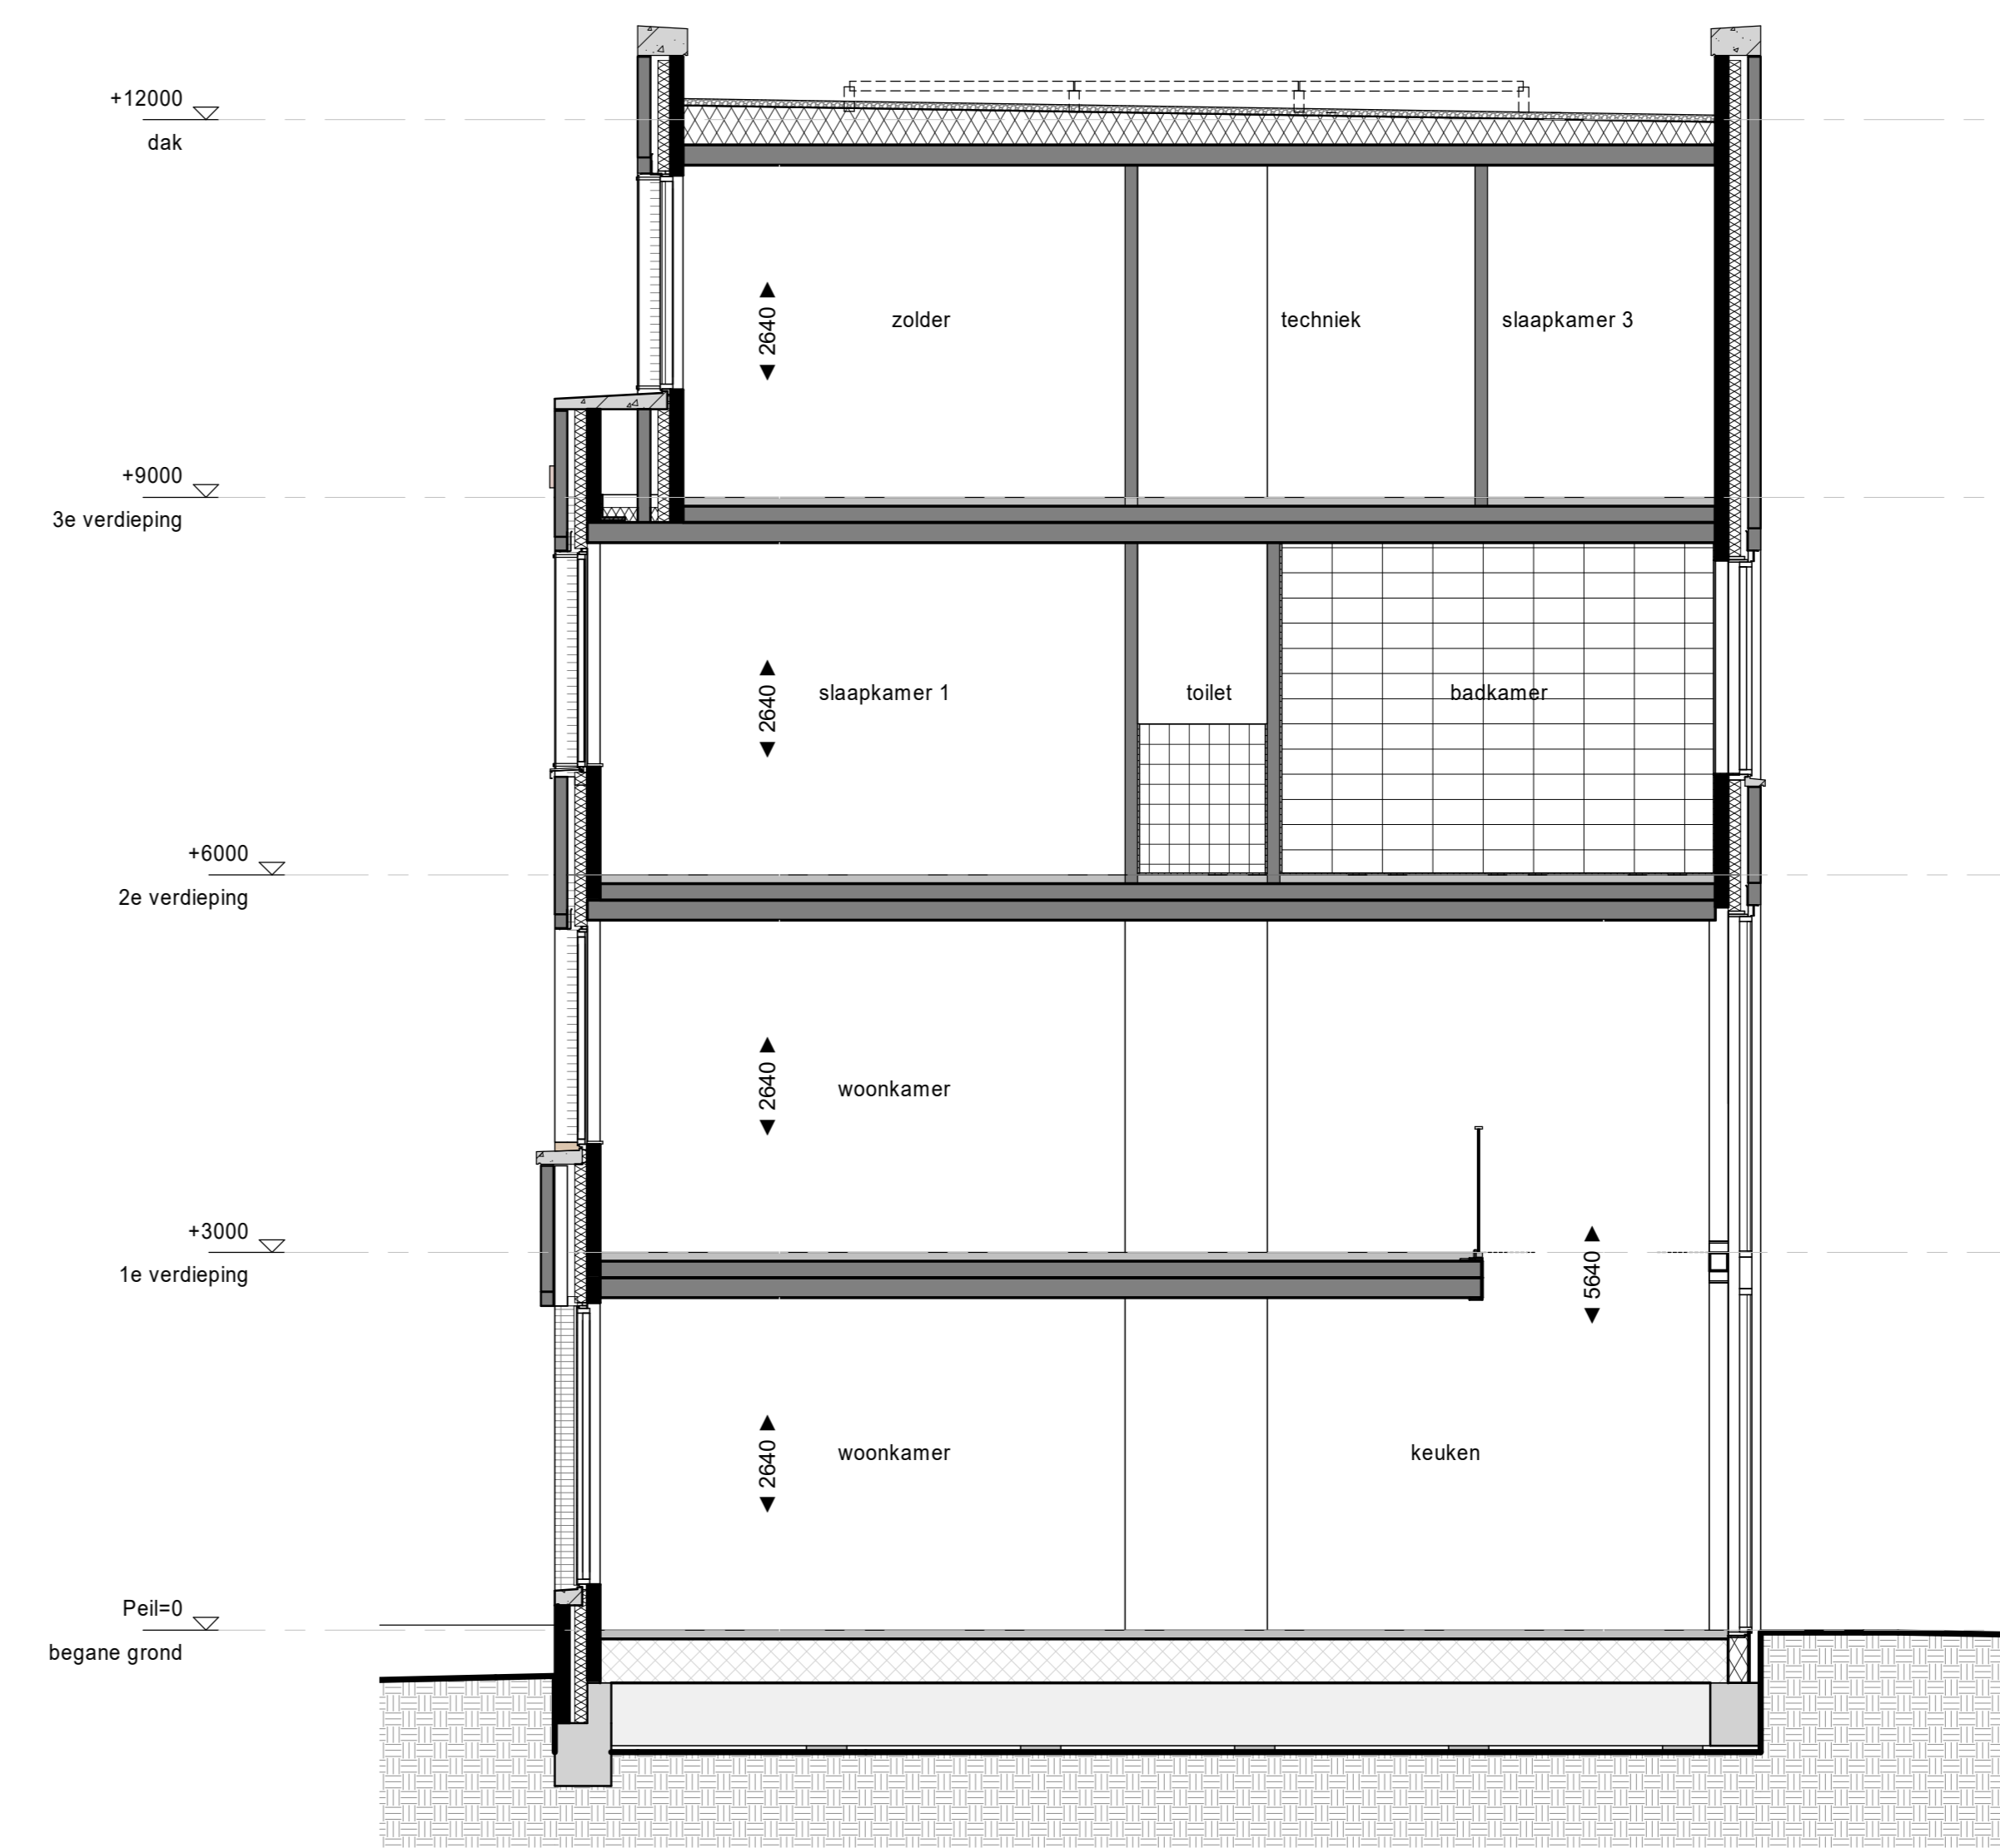 +12000
dak
2640
zolder
techniek
slaapkamer 3
+9000
3e verdieping
2640
slaapkamer 1
toilet
badkamer
+6000
2e verdieping
2640
woonkamer
+3000
1e verdieping
5640
2640
woonkamer
keuken
Peil=0
begane grond